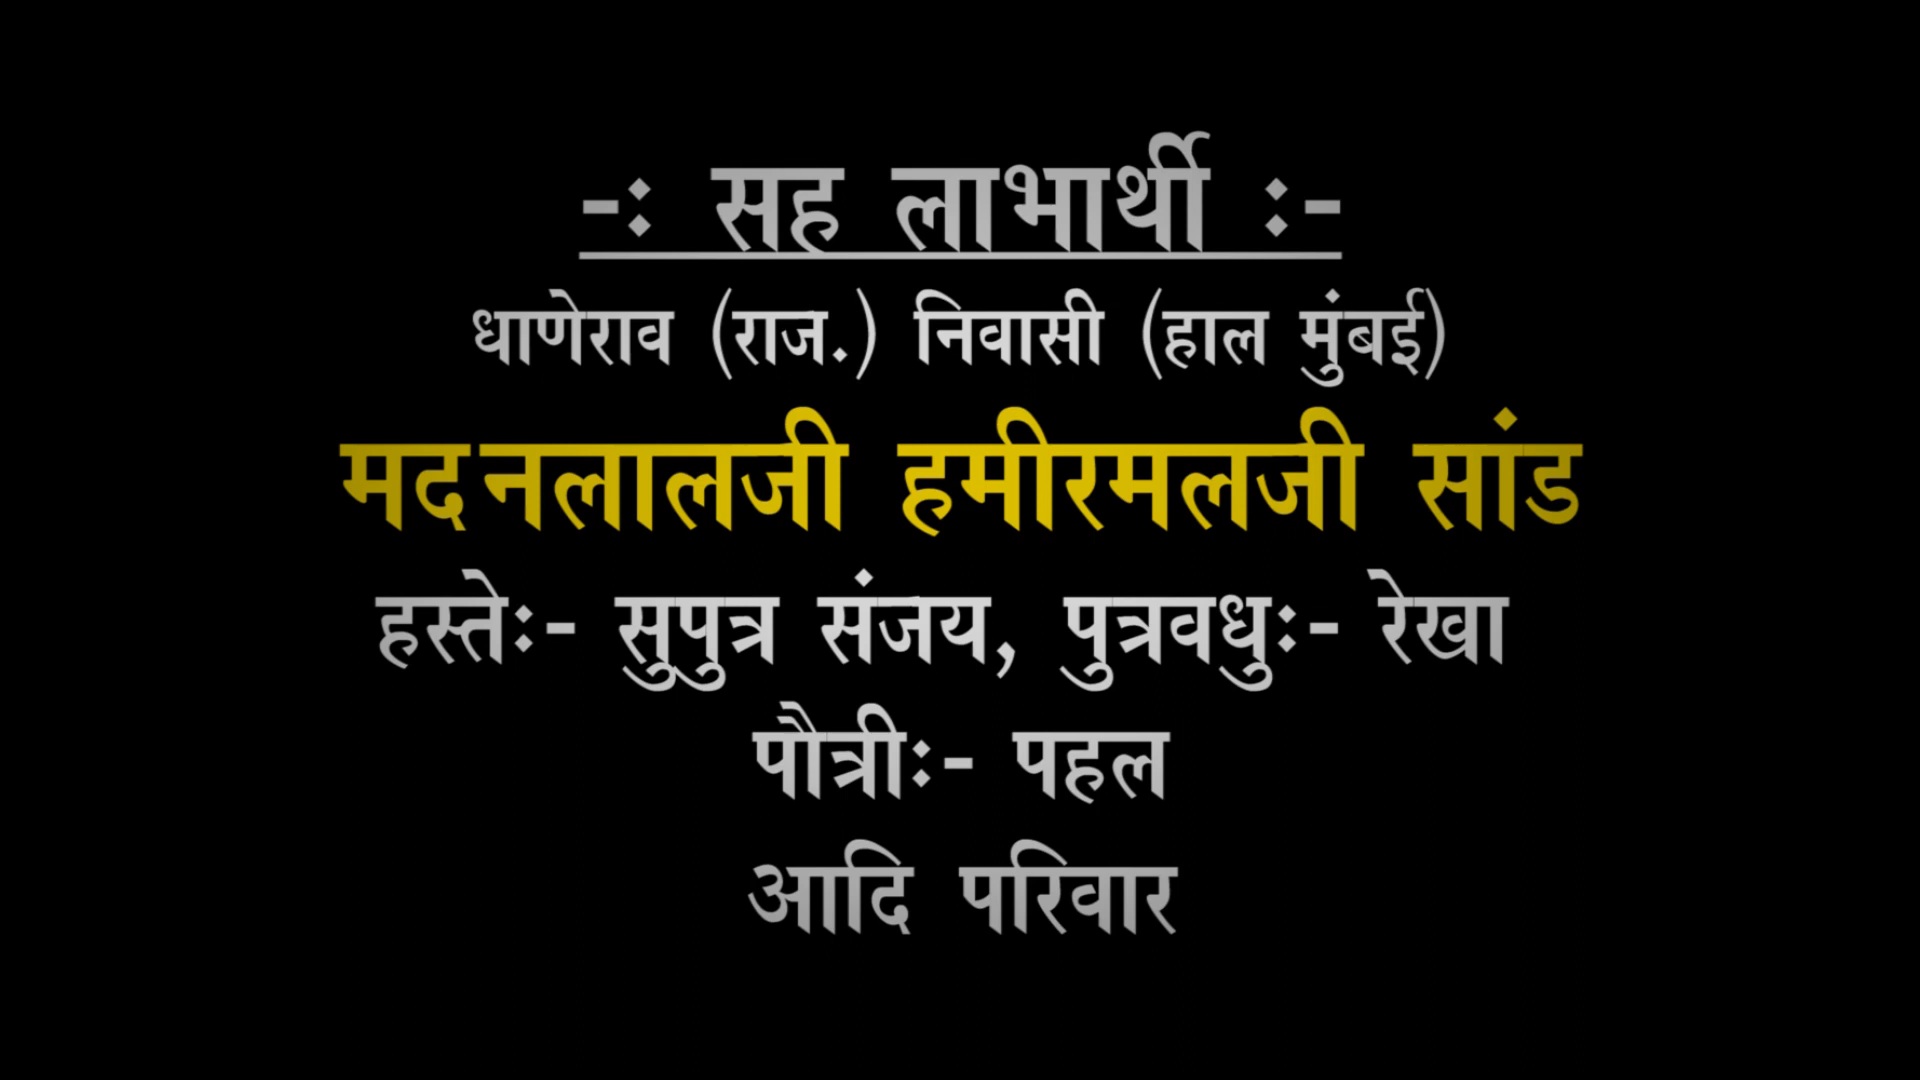 -: सह लाभार्थी :-
धाणेराव (राज.) निवासी (हाल मुंबई)
मदनलालजी हमीरमलजी सांड
हस्तेः- सुपुत्र संजय, पुत्रवधुः- रेखा
पौत्रीः- पहल
आदि परिवार